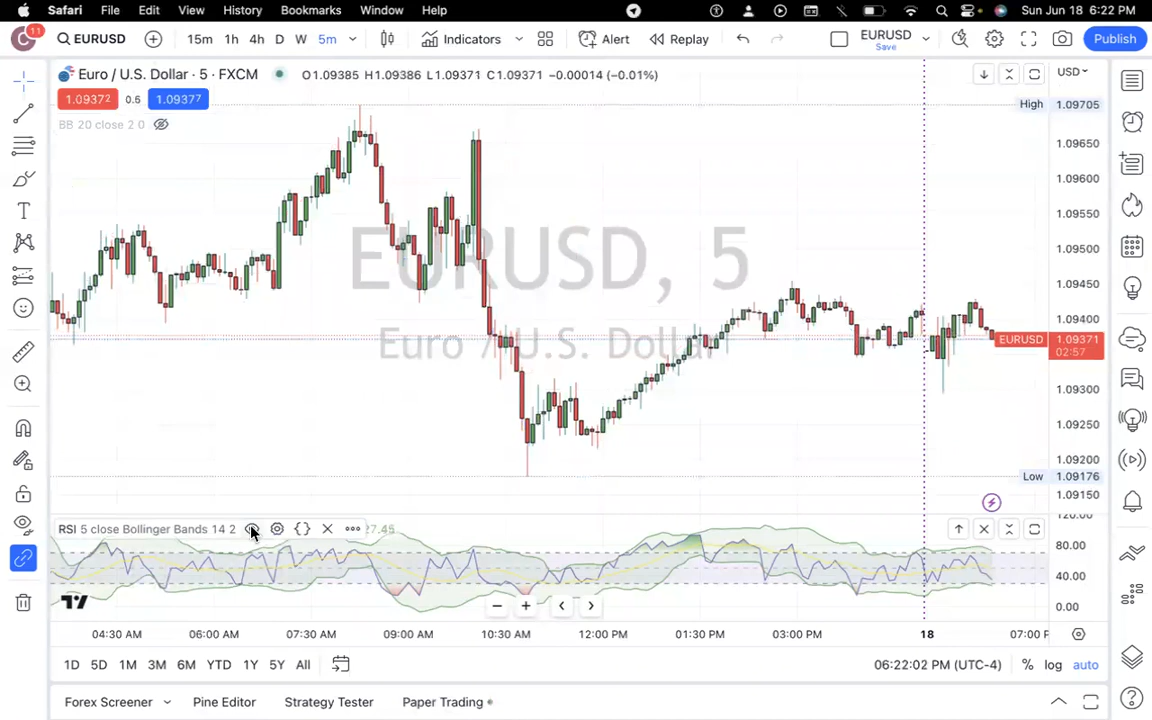 Safari File Edit View History Bookmarks Window Help Sun Jun 18 6:22 PM
C 11 EURUSD 15m 1h 4h D W 5m Indicators Alert Replay EURUSD Save Publish
Euro / U.S. Dollar · 5 · FXCM O1.09385 H1.09386 L1.09371 C1.09371 −0.00014 (−0.01%) USD
1.09372 0.5 1.09377
High 1.09705
BB 20 close 2 0
1.09650
1.09600
1.09550
1.09500
1.09450
1.09400
EURUSD 1.09371
02:57
1.09300
1.09250
1.09200
Low 1.09176
1.09150
EURUSD, 5
Euro / U.S. Dollar
120.00
RSI 5 close Bollinger Bands 14 2 27.45
80.00
40.00
0.00
04:30 AM 06:00 AM 07:30 AM 09:00 AM 10:30 AM 12:00 PM 01:30 PM 03:00 PM 18 07:00 P
1D 5D 1M 3M 6M YTD 1Y 5Y All 06:22:02 PM (UTC-4) % log auto
Forex Screener Pine Editor Strategy Tester Paper Trading